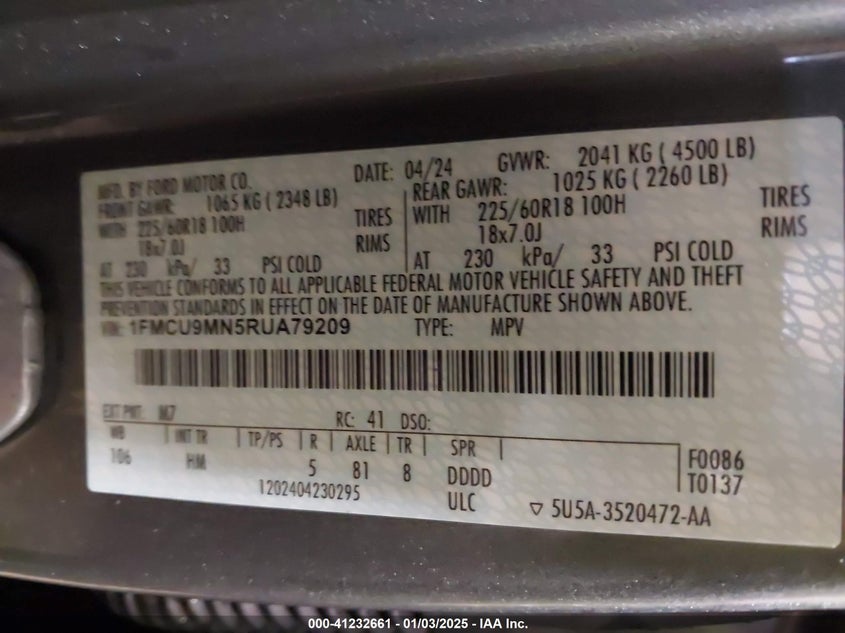 MFD. BY FORD MOTOR CO. DATE: 04/24 GVWR: 2041 KG ( 4500 LB)
FRONT GAWR: 1065 KG ( 2348 LB)
WITH 225/60R18 100H TIRES
18x7.0J RIMS
AT 230 kPa/ 33 PSI COLD
REAR GAWR: 1025 KG ( 2260 LB)
WITH 225/60R18 100H TIRES
18x7.0J RIMS
AT 230 kPa/ 33 PSI COLD
THIS VEHICLE CONFORMS TO ALL APPLICABLE FEDERAL MOTOR VEHICLE SAFETY AND THEFT
PREVENTION STANDARDS IN EFFECT ON THE DATE OF MANUFACTURE SHOWN ABOVE.
VIN: 1FMCU9MN5RUA79209 TYPE: MPV
EXT PNT: M7 RC: 41 DSO:
WB INT TR TP/PS R AXLE TR SPR
106 HM 5 81 8 DDDD
1202404230295 ULC
F0086
T0137
▽ 5U5A-3520472-AA
000-41232661 - 01/03/2025 - IAA Inc.